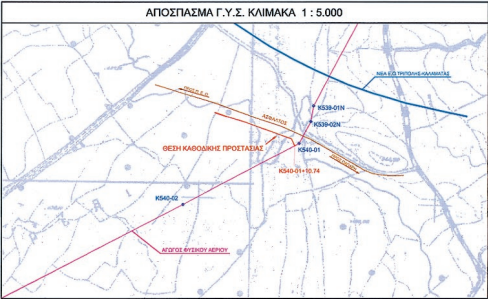 ΑΠΟΣΠΑΣΜΑ Γ.Υ.Σ. ΚΛΙΜΑΚΑ 1 : 5.000
ΝΕΑ Ε.Ο ΤΡΙΠΟΛΗΣ-ΚΑΛΑΜΑΤΑΣ
K539-01N
ΑΣΦΑΛΤΟΣ
K539-02N
ΘΕΣΗ ΚΑΘΟΔΙΚΗΣ ΠΡΟΣΤΑΣΙΑΣ
K540-01
K540-01+10.74
K540-02
ΑΓΩΓΟΣ ΦΥΣΙΚΟΥ ΑΕΡΙΟΥ